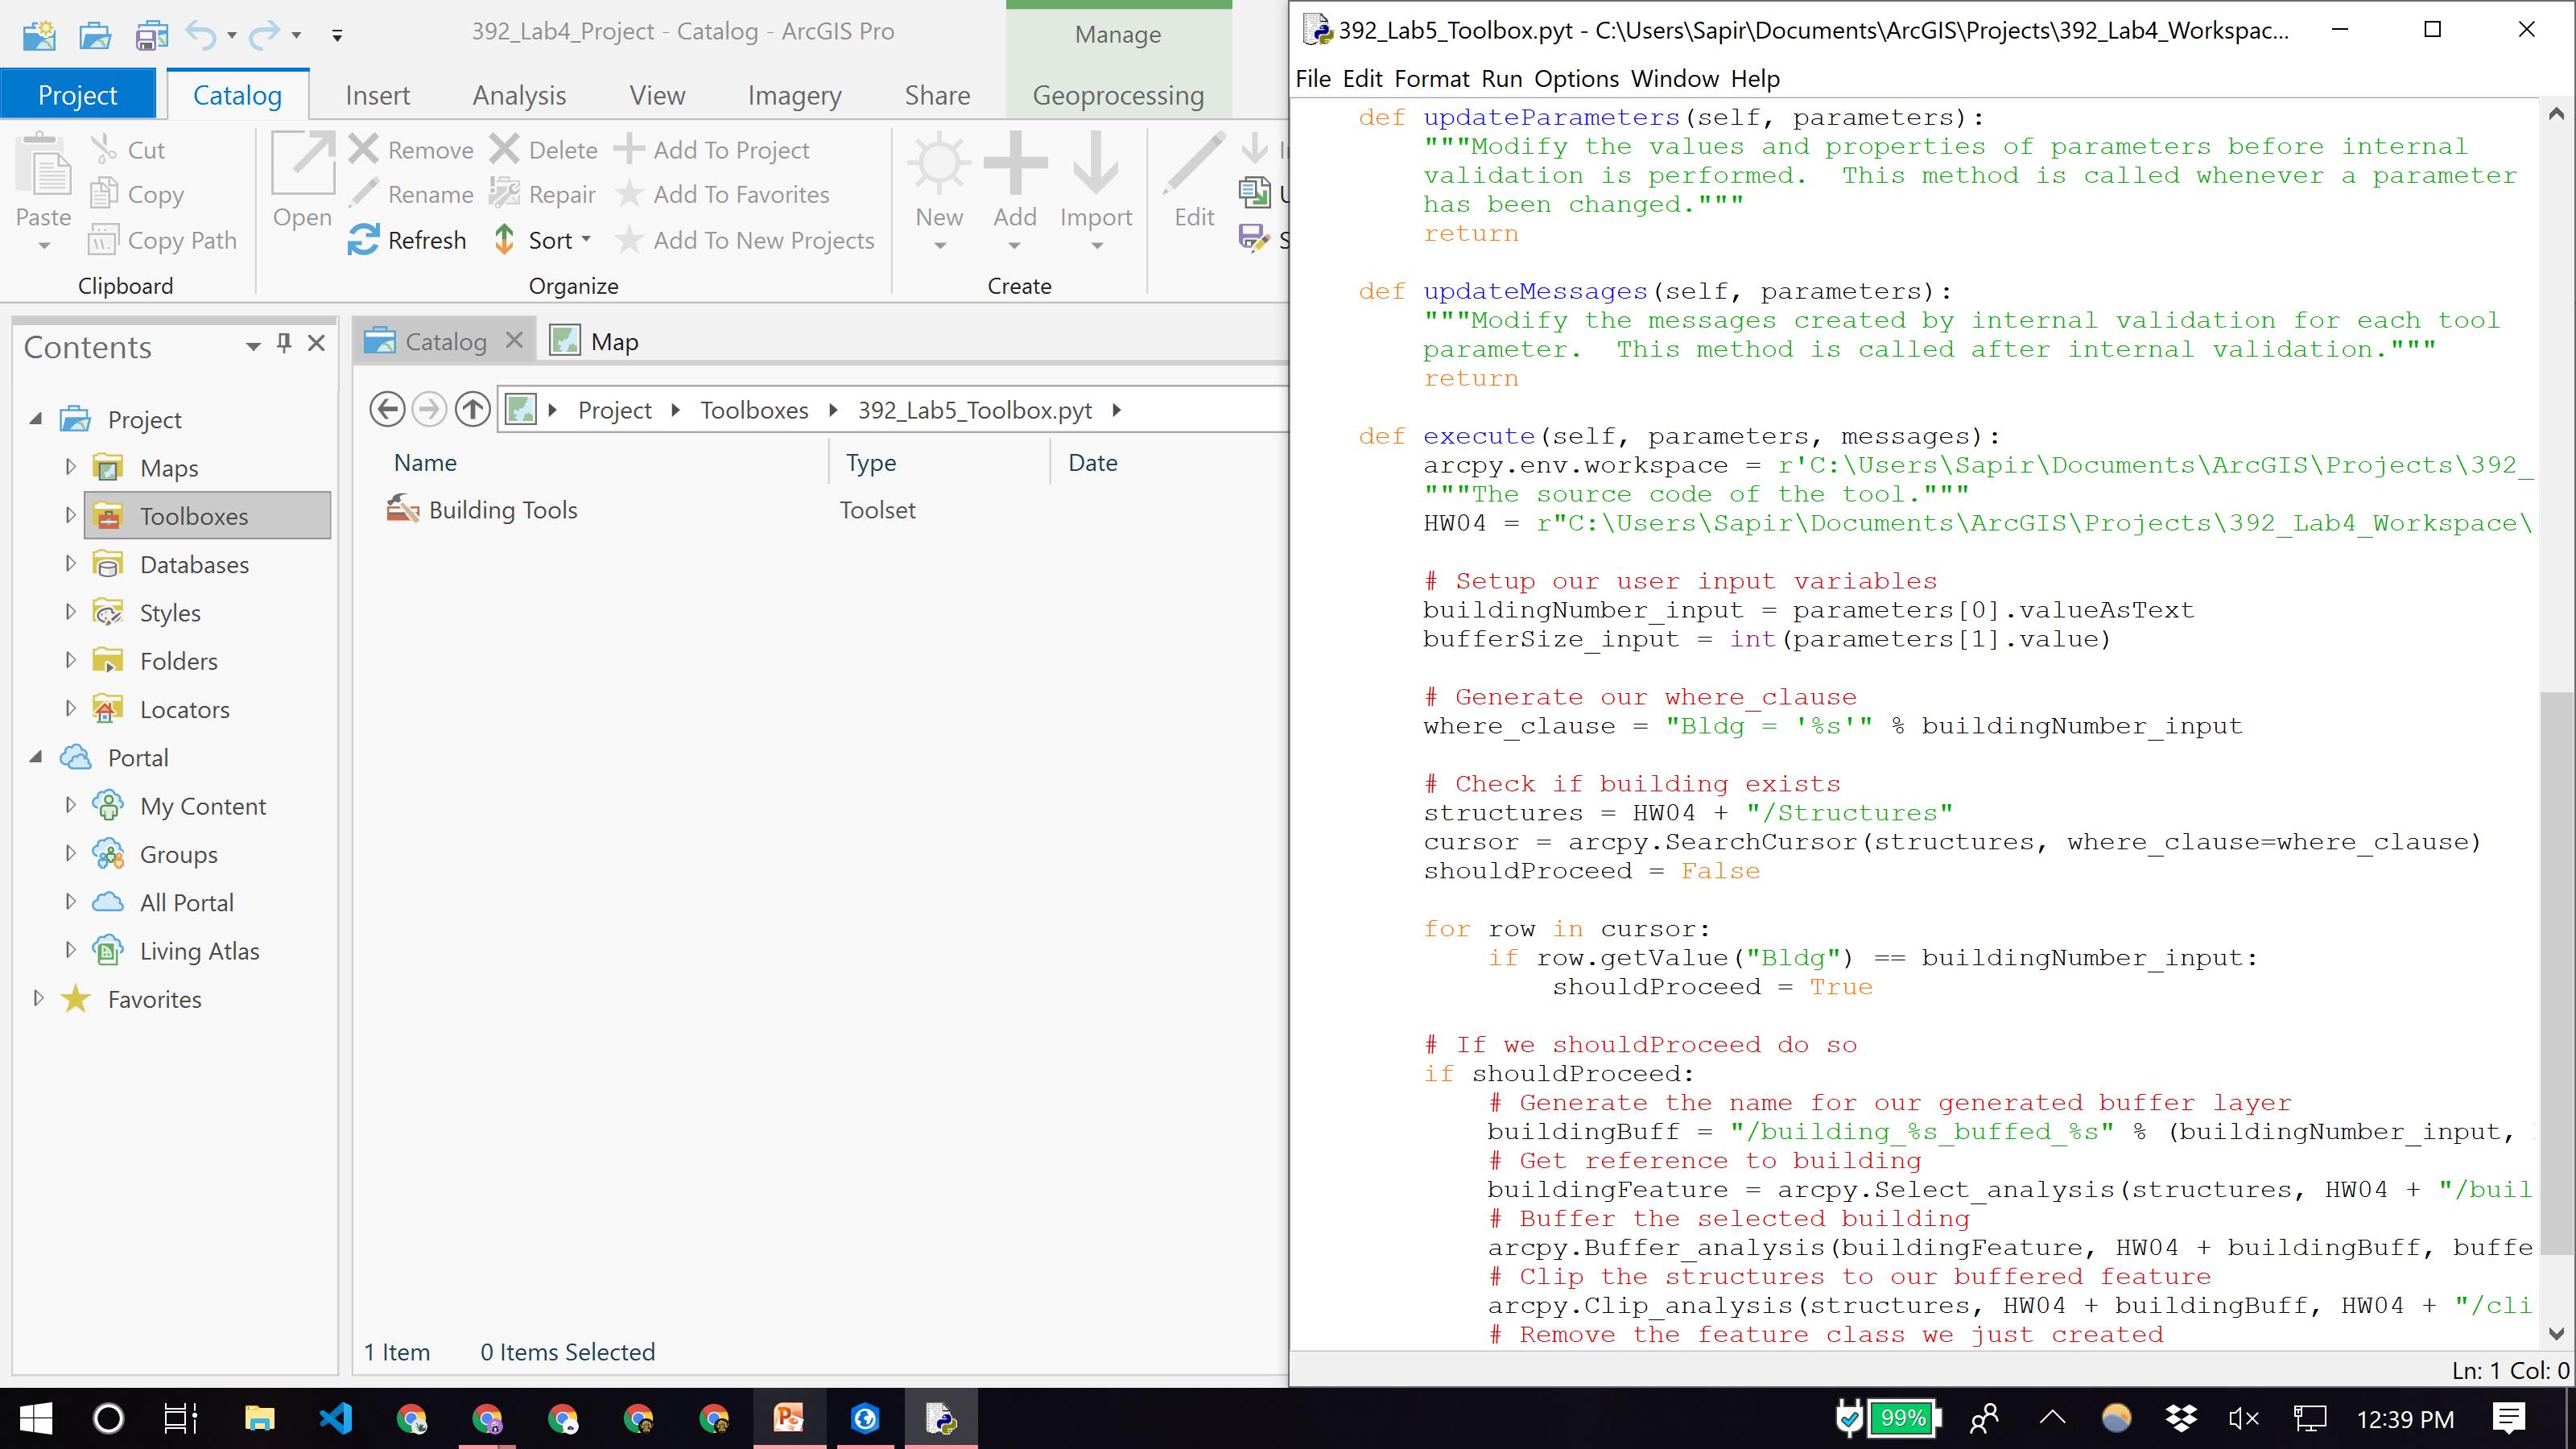 392_Lab4_Project - Catalog - ArcGIS Pro
Manage
Project
Catalog
Insert
Analysis
View
Imagery
Share
Geoprocessing
Paste
Cut
Copy
Copy Path
Clipboard
Open
Remove
Rename
Refresh
Delete
Repair
Sort
Add To Project
Add To Favorites
Add To New Projects
Organize
New
Add
Import
Create
Edit
Contents
Project
Maps
Toolboxes
Databases
Styles
Folders
Locators
Portal
My Content
Groups
All Portal
Living Atlas
Favorites
Catalog
Map
Project
Toolboxes
392_Lab5_Toolbox.pyt
Name Type Date
Building Tools Toolset
1 Item 0 Items Selected
392_Lab5_Toolbox.pyt - C:\Users\Sapir\Documents\ArcGIS\Projects\392_Lab4_Workspac...
File Edit Format Run Options Window Help
def updateParameters(self, parameters):
"""Modify the values and properties of parameters before internal
validation is performed.  This method is called whenever a parameter
has been changed."""
return
def updateMessages(self, parameters):
"""Modify the messages created by internal validation for each tool
parameter.  This method is called after internal validation."""
return
def execute(self, parameters, messages):
arcpy.env.workspace = r'C:\Users\Sapir\Documents\ArcGIS\Projects\392_
"""The source code of the tool."""
HW04 = r"C:\Users\Sapir\Documents\ArcGIS\Projects\392_Lab4_Workspace\
# Setup our user input variables
buildingNumber_input = parameters[0].valueAsText
bufferSize_input = int(parameters[1].value)
# Generate our where_clause
where_clause = "Bldg = '%s'" % buildingNumber_input
# Check if building exists
structures = HW04 + "/Structures"
cursor = arcpy.SearchCursor(structures, where_clause=where_clause)
shouldProceed = False
for row in cursor:
if row.getValue("Bldg") == buildingNumber_input:
shouldProceed = True
# If we shouldProceed do so
if shouldProceed:
# Generate the name for our generated buffer layer
buildingBuff = "/building_%s_buffed_%s" % (buildingNumber_input,
# Get reference to building
buildingFeature = arcpy.Select_analysis(structures, HW04 + "/buil
# Buffer the selected building
arcpy.Buffer_analysis(buildingFeature, HW04 + buildingBuff, buffe
# Clip the structures to our buffered feature
arcpy.Clip_analysis(structures, HW04 + buildingBuff, HW04 + "/cli
# Remove the feature class we just created
Ln: 1 Col: 0
99%
12:39 PM